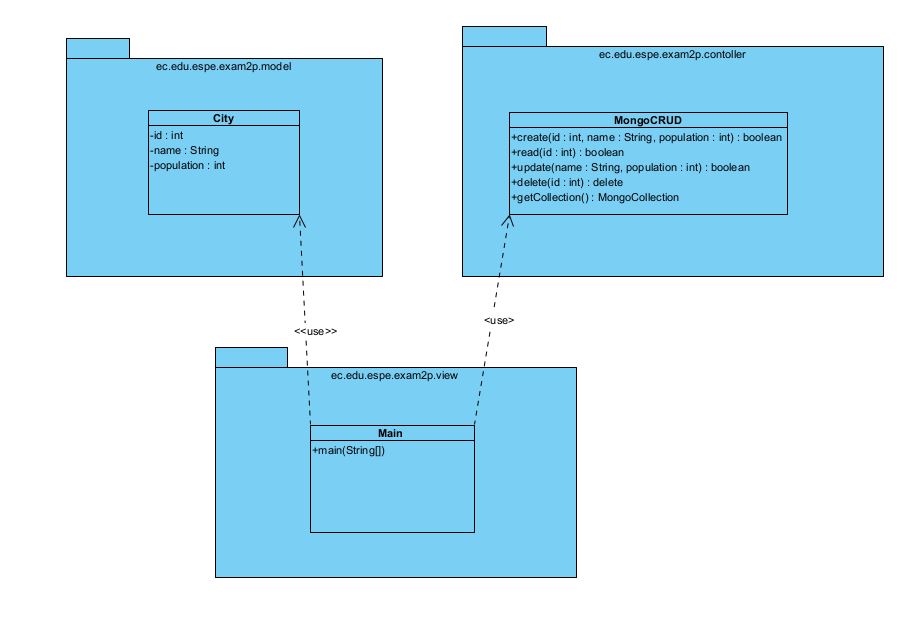 ec.edu.espe.exam2p.model
City
-id : int
-name : String
-population : int
ec.edu.espe.exam2p.contoller
MongoCRUD
+create(id : int, name : String, population : int) : boolean
+read(id : int) : boolean
+update(name : String, population : int) : boolean
+delete(id : int) : delete
+getCollection() : MongoCollection
<<use>>
<use>
ec.edu.espe.exam2p.view
Main
+main(String[])